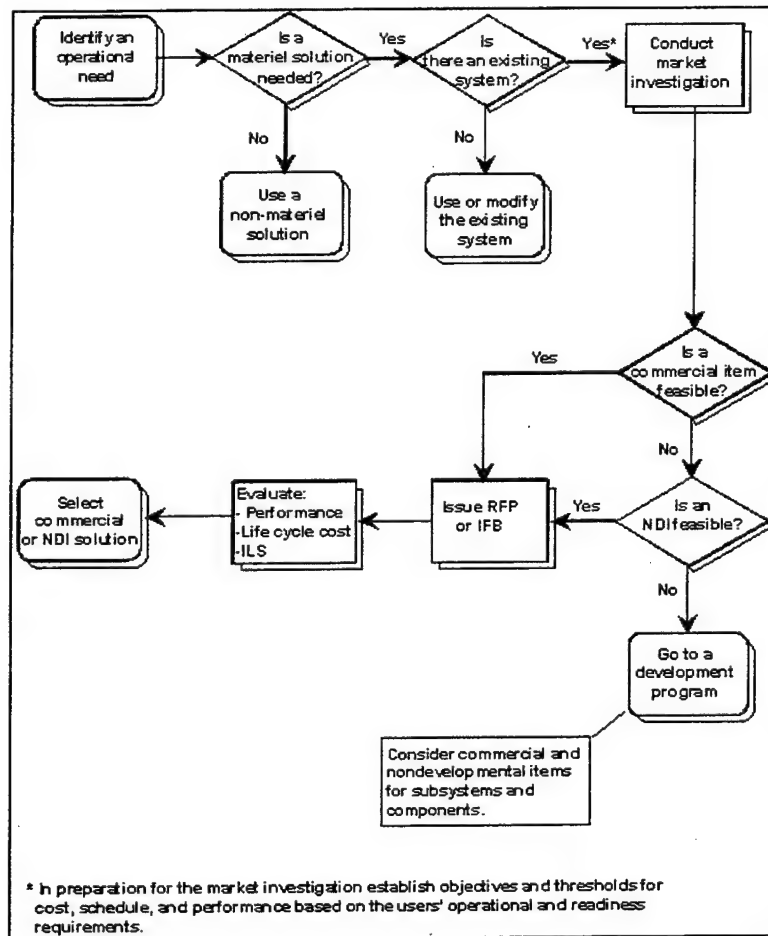 Identify an
operational
need
Is a
materiel solution
needed?
Yes
Is
there an existing
system?
Yes*
Conduct
market
investigation
No
No
Use a
non-materiel
solution
Use or modify
the existing
system
Yes
Is a
commercial item
feasible?
No
Select
commercial
or NDI solution
Evaluate:
- Performance
-Life cycle cost
-ILS
Issue RFP
or IFB
Yes
Is an
NDI feasible?
No
Go to a
development
program
Consider commercial and
nondevelopmental items
for subsystems and
components.
* In preparation for the market investigation establish objectives and thresholds for
cost, schedule, and performance based on the users' operational and readiness
requirements.